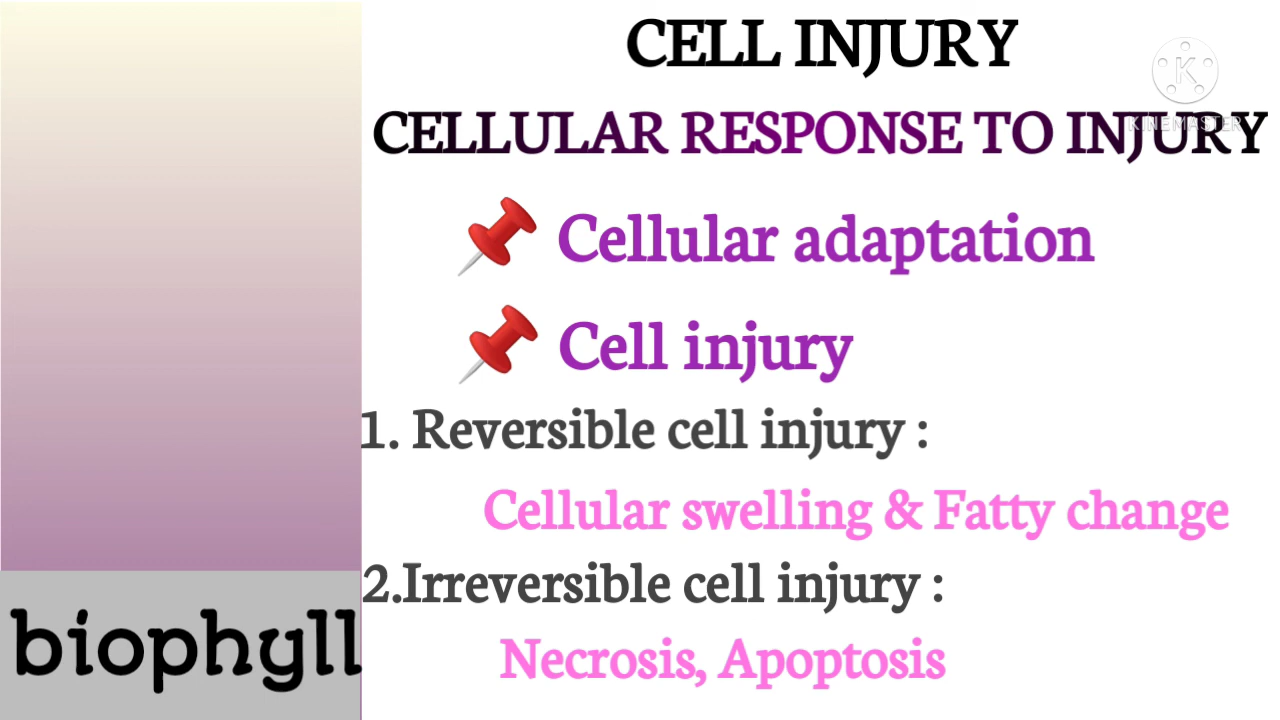 CELL INJURY
K
KINEMASTER
CELLULAR RESPONSE TO INJURY
Cellular adaptation
Cell injury
1. Reversible cell injury :
Cellular swelling & Fatty change
2.Irreversible cell injury :
Necrosis, Apoptosis
biophyll